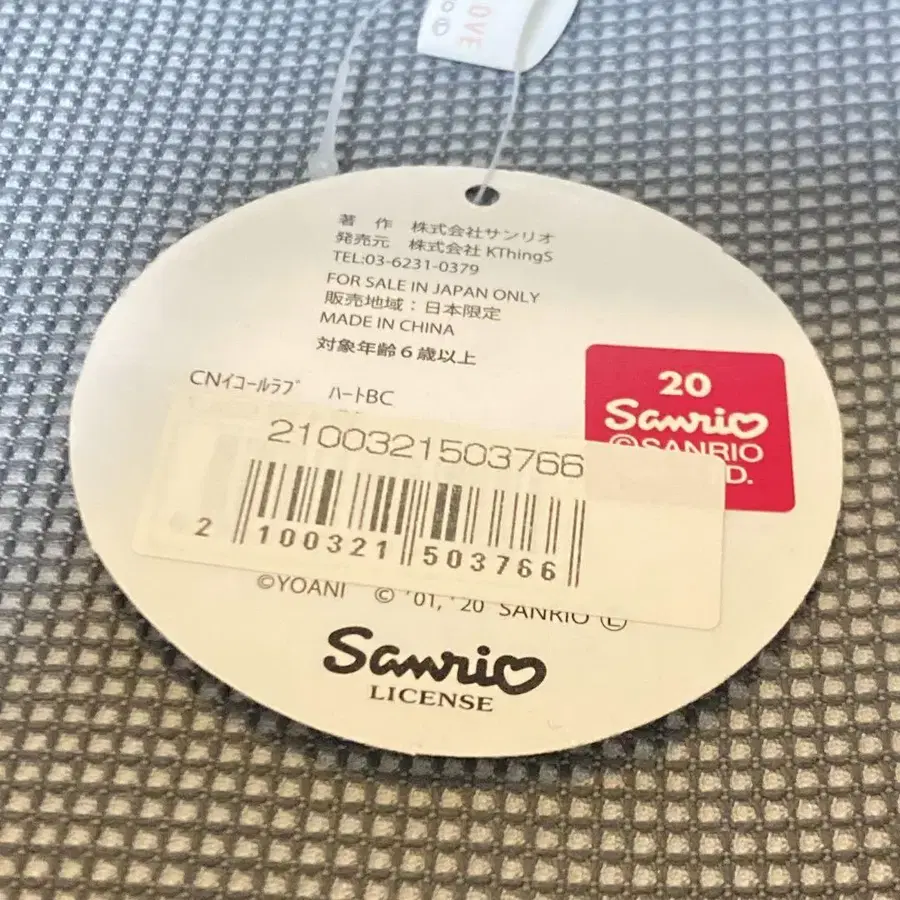 OVE
著 作 株式会社サンリオ
発売元 株式会社 KThingS
TEL:03-6231-0379
FOR SALE IN JAPAN ONLY
販売地域：日本限定
MADE IN CHINA
対象年齢6歳以上
CNｲｺｰﾙﾗﾌﾞ ﾊｰﾄBC
20
Sanrio
©SANRIO
D.
2100321503766
2 100321 503766
©YOANI © '01, '20 SANRIO Ⓛ
Sanrio
LICENSE